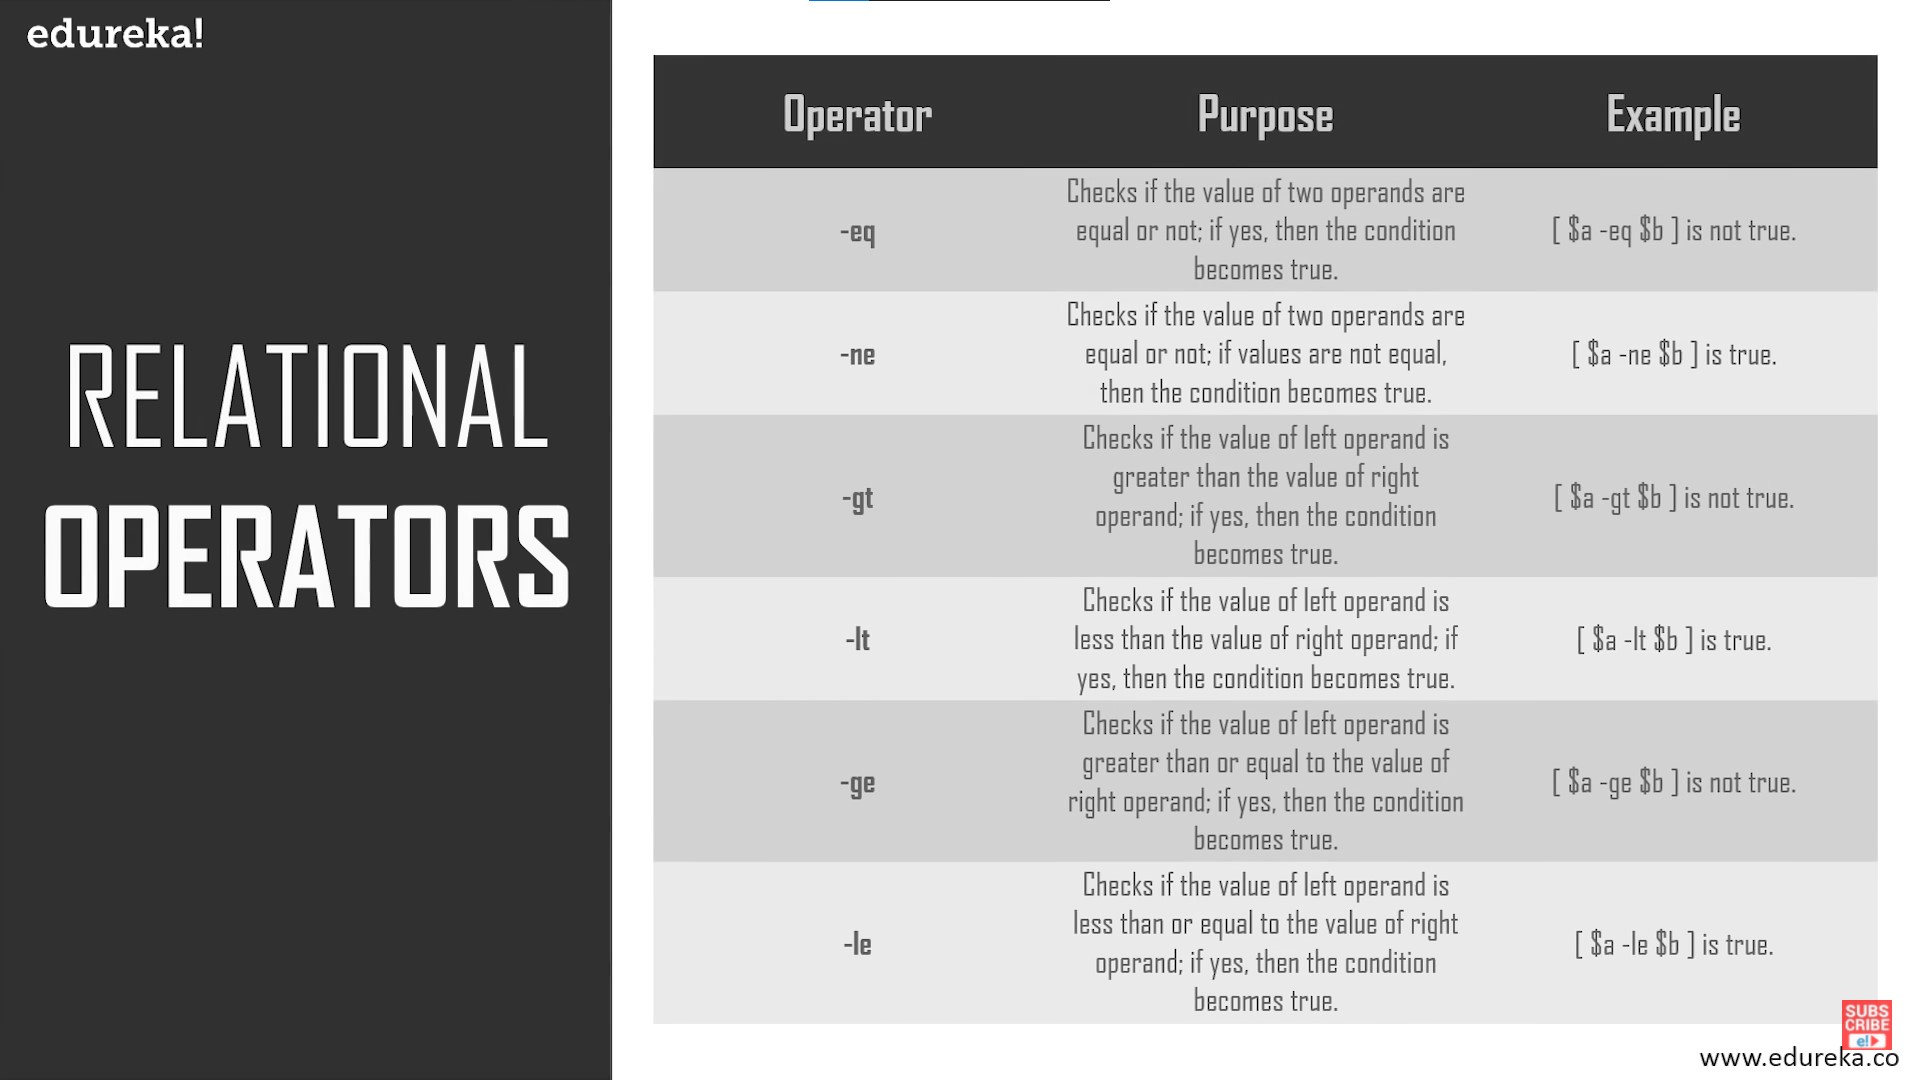 edureka!
RELATIONAL
OPERATORS
Operator Purpose Example
-eq
Checks if the value of two operands are
equal or not; if yes, then the condition
becomes true.
[ $a -eq $b ] is not true.
-ne
Checks if the value of two operands are
equal or not; if values are not equal,
then the condition becomes true.
[ $a -ne $b ] is true.
-gt
Checks if the value of left operand is
greater than the value of right
operand; if yes, then the condition
becomes true.
[ $a -gt $b ] is not true.
-lt
Checks if the value of left operand is
less than the value of right operand; if
yes, then the condition becomes true.
[ $a -lt $b ] is true.
-ge
Checks if the value of left operand is
greater than or equal to the value of
right operand; if yes, then the condition
becomes true.
[ $a -ge $b ] is not true.
-le
Checks if the value of left operand is
less than or equal to the value of right
operand; if yes, then the condition
becomes true.
[ $a -le $b ] is true.
SUBS
CRIBE
e!
www.edureka.co